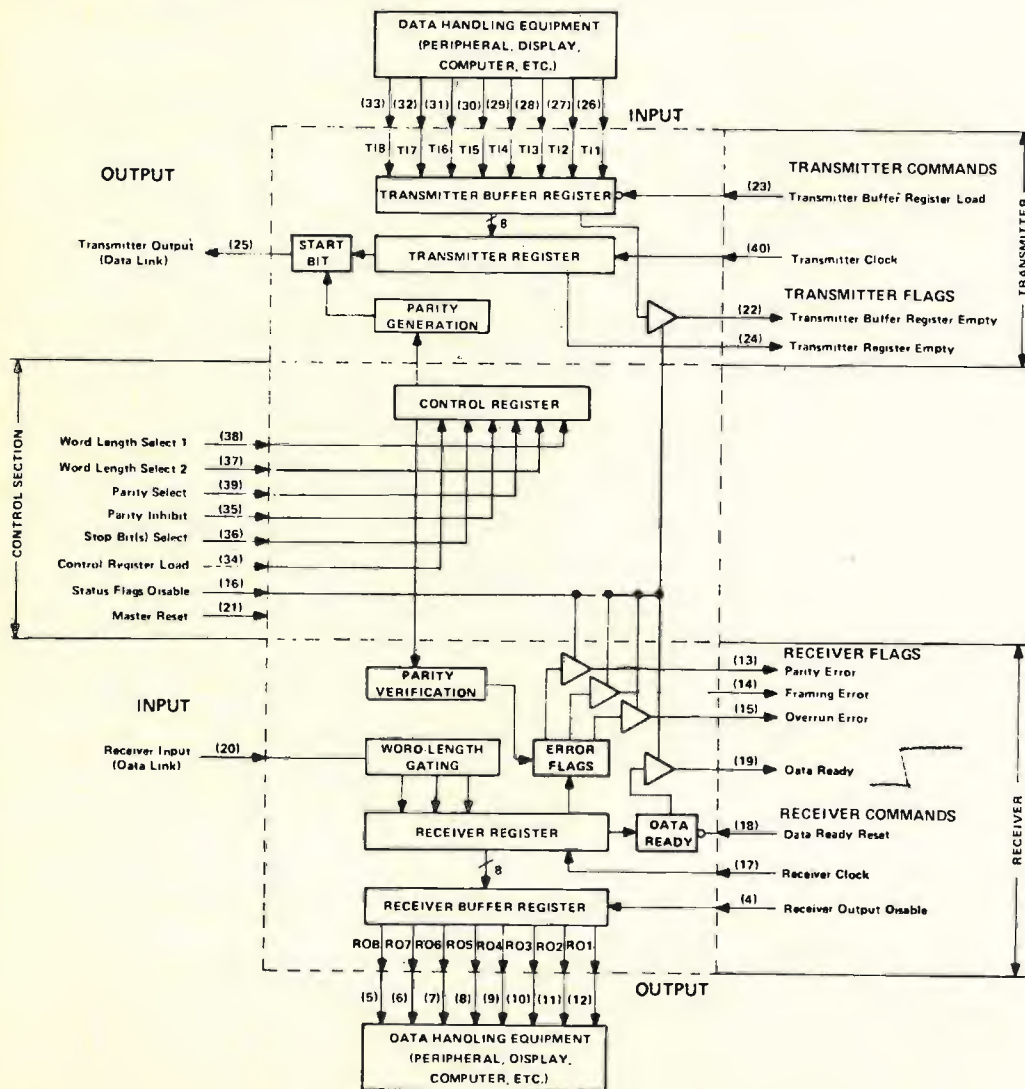 DATA HANDLING EQUIPMENT
(PERIPHERAL, DISPLAY,
COMPUTER, ETC.)
(33) (32) (31) (30) (29) (28) (27) (26)
INPUT
TI8 TI7 TI6 TI5 TI4 TI3 TI2 TI1
OUTPUT
TRANSMITTER BUFFER REGISTER
TRANSMITTER COMMANDS
(23)
Transmitter Buffer Register Load
8
Transmitter Output
(Data Link)
(25)
START
BIT
TRANSMITTER REGISTER
(40)
Transmitter Clock
TRANSMITTER
PARITY
GENERATION
TRANSMITTER FLAGS
(22)
Transmitter Buffer Register Empty
(24)
Transmitter Register Empty
CONTROL SECTION
CONTROL REGISTER
Word Length Select 1 (38)
Word Length Select 2 (37)
Parity Select (39)
Parity Inhibit (35)
Stop Bit(s) Select (36)
Control Register Load (34)
Status Flags Disable (16)
Master Reset (21)
RECEIVER FLAGS
(13)
Parity Error
(14)
Framing Error
(15)
Overrun Error
PARITY
VERIFICATION
INPUT
Receiver Input
(Data Link)
(20)
WORD LENGTH
GATING
ERROR
FLAGS
(19)
Data Ready
RECEIVER COMMANDS
(18)
Data Ready Reset
RECEIVER REGISTER
DATA
READY
RECEIVER
(17)
Receiver Clock
8
RECEIVER BUFFER REGISTER
(4)
Receiver Output Disable
RO8 RO7 RO6 RO5 RO4 RO3 RO2 RO1
OUTPUT
(5) (6) (7) (8) (9) (10) (11) (12)
DATA HANDLING EQUIPMENT
(PERIPHERAL, DISPLAY,
COMPUTER, ETC.)